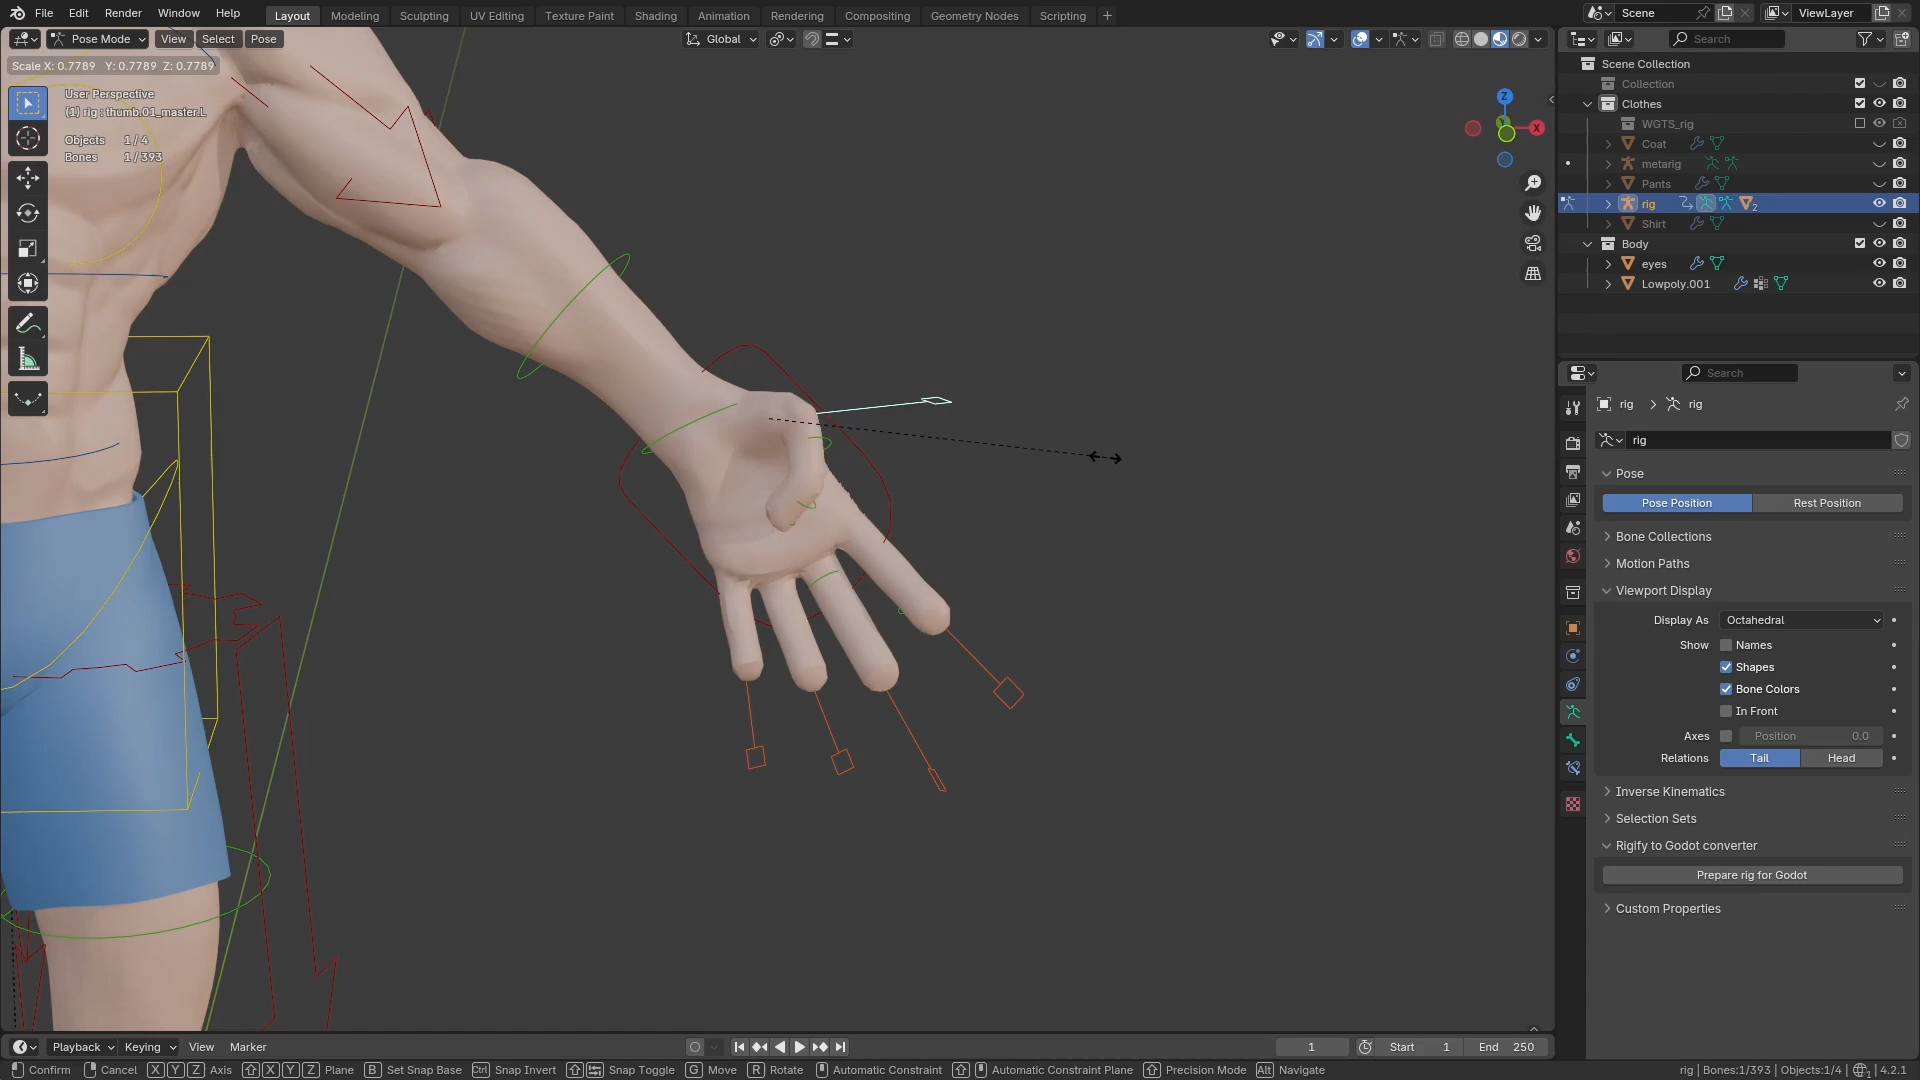 File Edit Render Window Help Layout Modeling Sculpting UV Editing Texture Paint Shading Animation Rendering Compositing Geometry Nodes Scripting + Scene ViewLayer
Pose Mode View Select Pose Global Search
Scale X: 0.7789 Y: 0.7789 Z: 0.7789
User Perspective
(1) rig : thumb.01_master.L
Objects 1 / 4
Bones 1 / 393
Z
X
Scene Collection
Collection
Clothes
WGTS_rig
Coat
metarig
Pants
rig 2
Shirt
Body
eyes
Lowpoly.001
Search
rig > rig
rig
Pose
Pose Position Rest Position
Bone Collections
Motion Paths
Viewport Display
Display As Octahedral
Show Names
Shapes
Bone Colors
In Front
Axes Position 0.0
Relations Tail Head
Inverse Kinematics
Selection Sets
Rigify to Godot converter
Prepare rig for Godot
Custom Properties
Playback Keying View Marker 1 Start 1 End 250
Confirm Cancel X Y Z Axis X Y Z Plane B Set Snap Base Ctrl Snap Invert Snap Toggle G Move R Rotate Automatic Constraint Automatic Constraint Plane Precision Mode Alt Navigate rig | Bones:1/393 | Objects:1/4 | 4.2.1